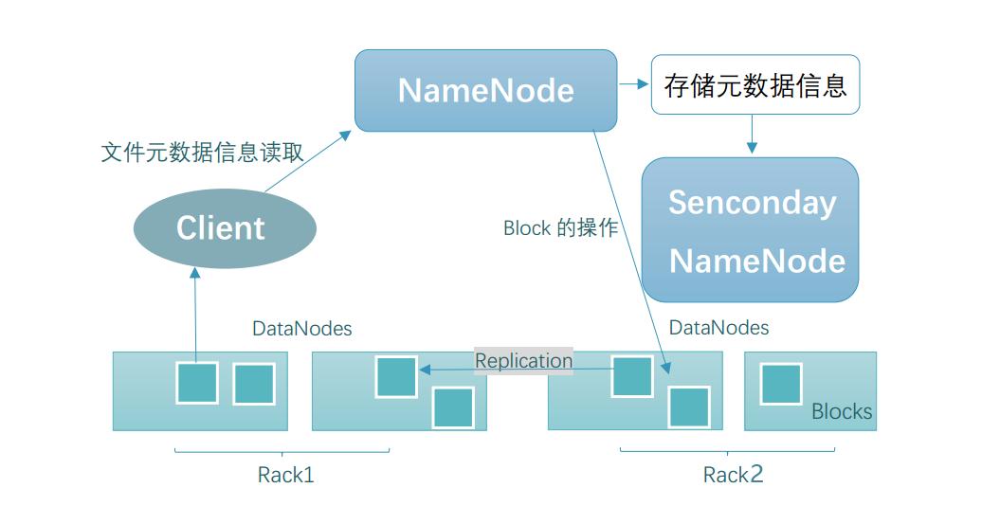 NameNode
存储元数据信息
文件元数据信息读取
Client
Senconday
NameNode
Block 的操作
DataNodes
DataNodes
Replication
Blocks
Rack1
Rack2